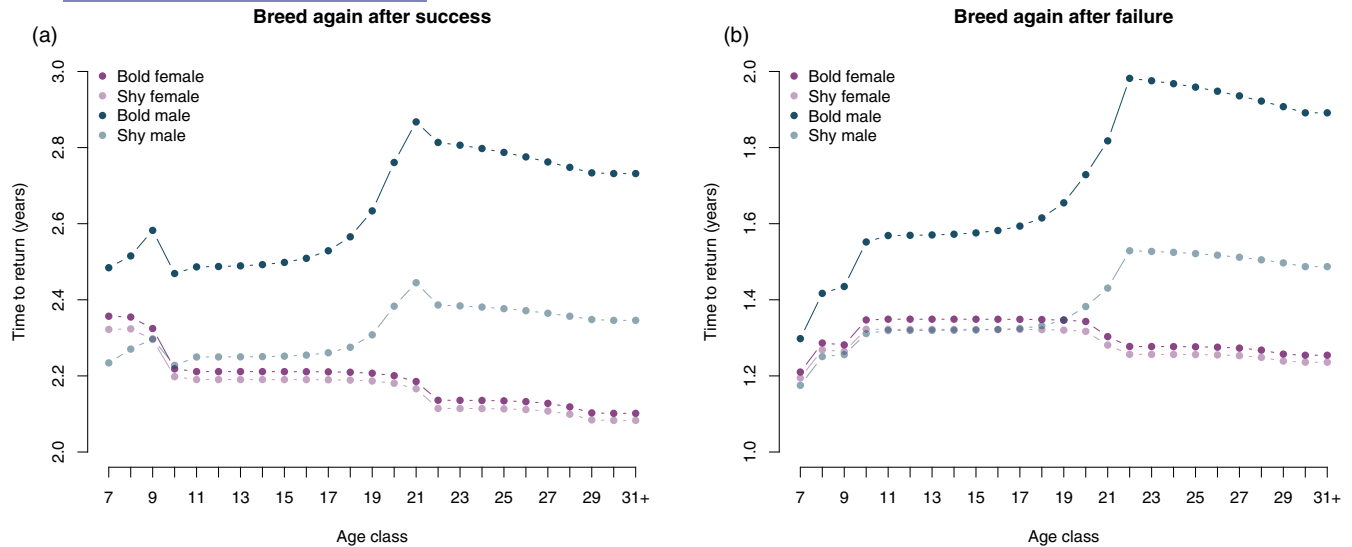 Breed again after success
(a)
3.0
2.8
2.6
2.4
2.2
2.0
Time to return (years)
Bold female
Shy female
Bold male
Shy male
7 9 11 13 15 17 19 21 23 25 27 29 31+
Age class
Breed again after failure
(b)
2.0
1.8
1.6
1.4
1.2
1.0
Time to return (years)
Bold female
Shy female
Bold male
Shy male
7 9 11 13 15 17 19 21 23 25 27 29 31+
Age class